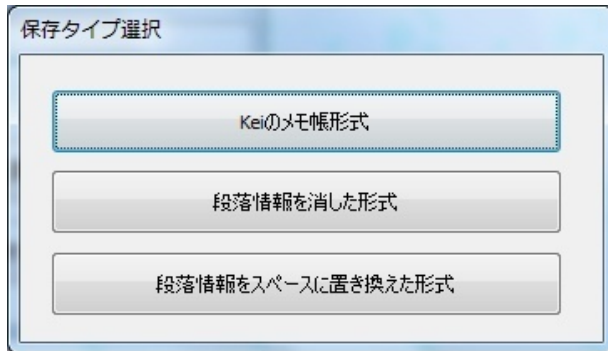 保存タイプ選択
Keiのメモ帳形式
段落情報を消した形式
段落情報をスペースに置き換えた形式